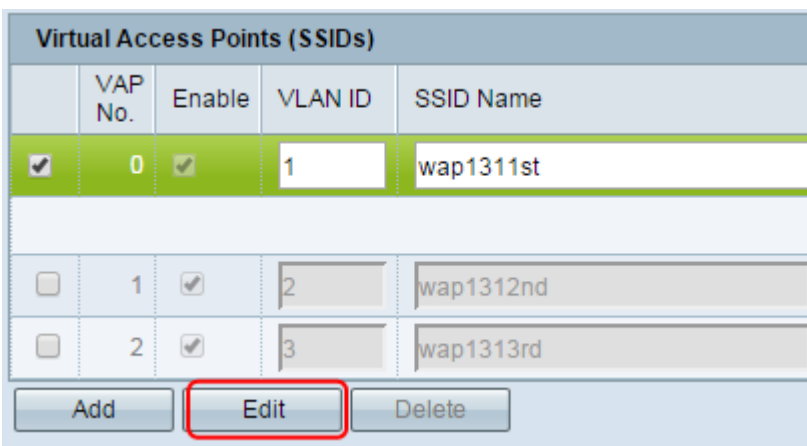 Virtual Access Points (SSIDs)
VAP No. Enable VLAN ID SSID Name
0 1 wap1311st
1 2 wap1312nd
2 3 wap1313rd
Add Edit Delete